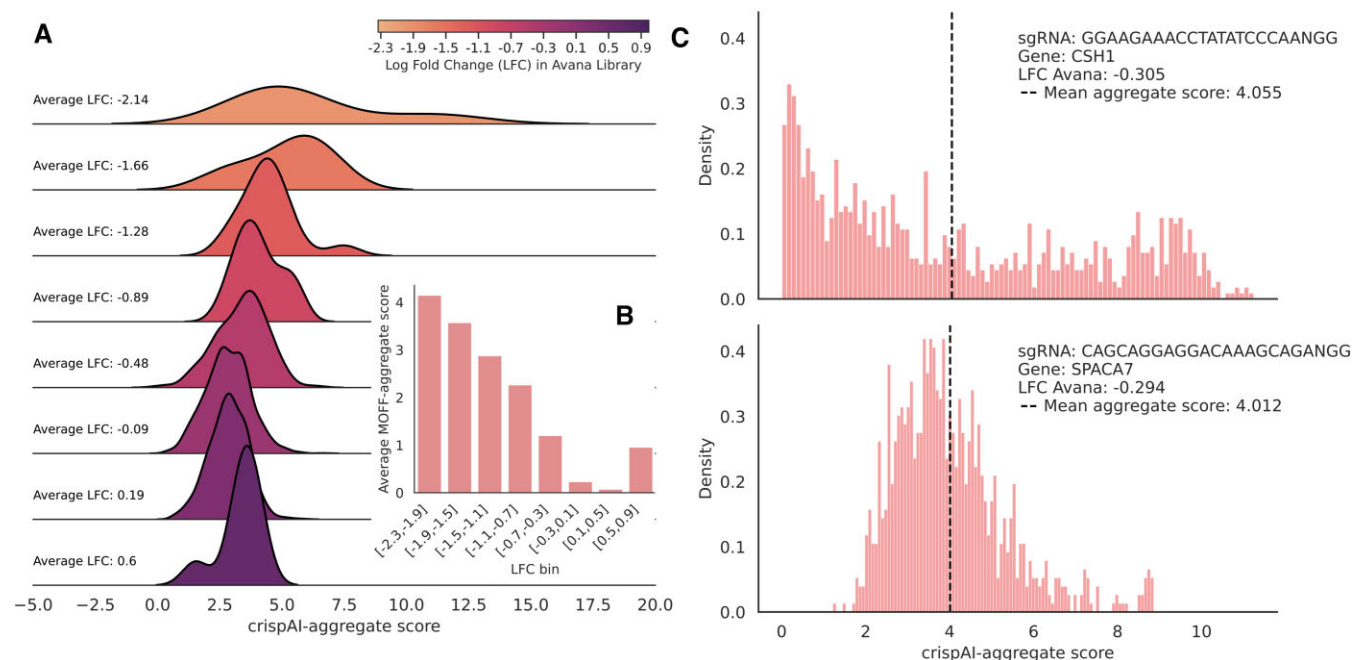 A
-2.3 -1.9 -1.5 -1.1 -0.7 -0.3 0.1 0.5 0.9
Log Fold Change (LFC) in Avana Library
Average LFC: -2.14
Average LFC: -1.66
Average LFC: -1.28
Average LFC: -0.89
Average LFC: -0.48
Average LFC: -0.09
Average LFC: 0.19
Average LFC: 0.6
−5.0 −2.5 0.0 2.5 5.0 7.5 10.0 12.5 15.0 17.5 20.0
crispAI-aggregate score
B
Average MOFF-aggregate score
4
3
2
1
0
[-2.3,-1.9] [-1.9,-1.5] [-1.5,-1.1] [-1.1,-0.7] [-0.7,-0.3] [-0.3,0.1] [0.1,0.5] [0.5,0.9]
LFC bin
C
Density
0.4
0.3
0.2
0.1
0.0
sgRNA: GGAAGAAACCTATATCCCAANGG
Gene: CSH1
LFC Avana: -0.305
Mean aggregate score: 4.055
Density
0.4
0.3
0.2
0.1
0.0
sgRNA: CAGCAGGAGGACAAAGCAGANGG
Gene: SPACA7
LFC Avana: -0.294
Mean aggregate score: 4.012
0 2 4 6 8 10
crispAI-aggregate score